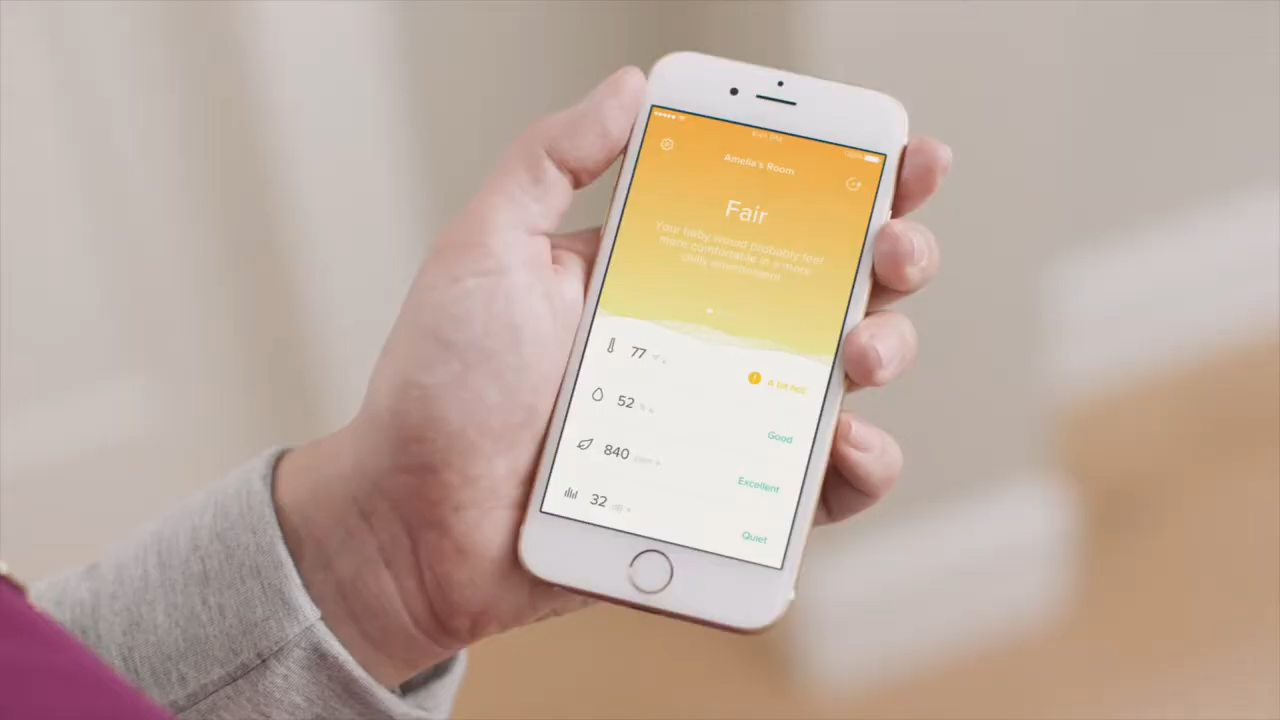 Amelia's Room
Fair
Your baby would probably feel
more comfortable in a more
chilly environment
77
A bit hot
52
Good
840
Excellent
32
Quiet